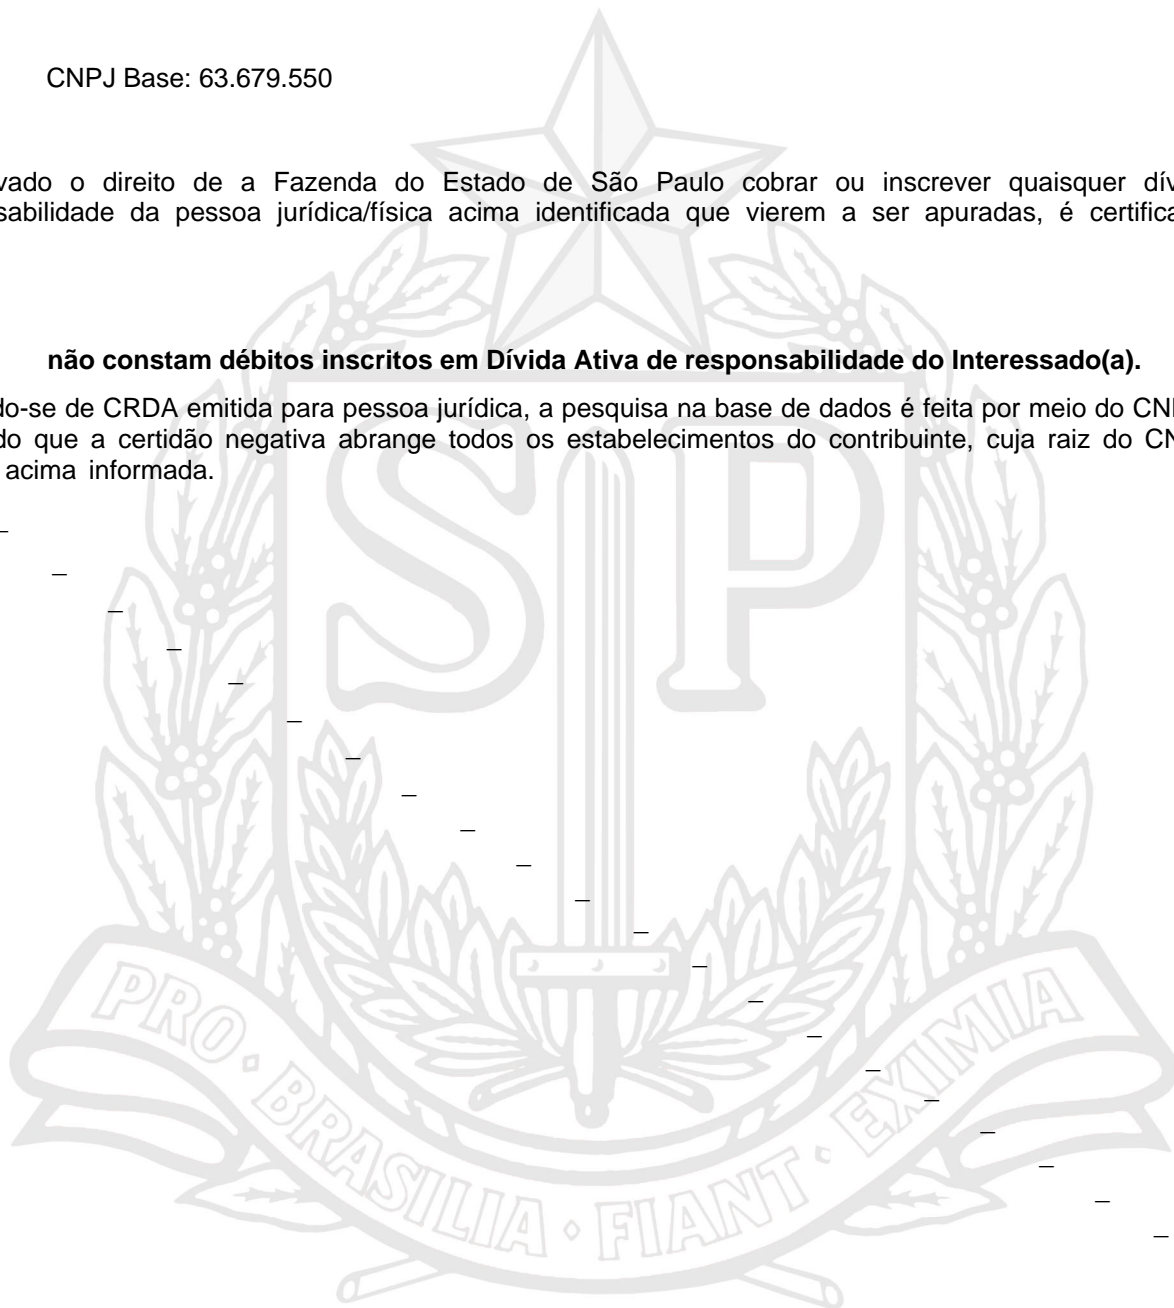 CNPJ Base: 63.679.550
vado o direito de a Fazenda do Estado de São Paulo cobrar ou inscrever quaisquer dív
sabilidade da pessoa jurídica/física acima identificada que vierem a ser apuradas, é certifica
não constam débitos inscritos em Dívida Ativa de responsabilidade do Interessado(a).
do-se de CRDA emitida para pessoa jurídica, a pesquisa na base de dados é feita por meio do CN
do que a certidão negativa abrange todos os estabelecimentos do contribuinte, cuja raiz do CN
acima informada.
SP
PRO · BRASILIA · FIANT · EXIMIA